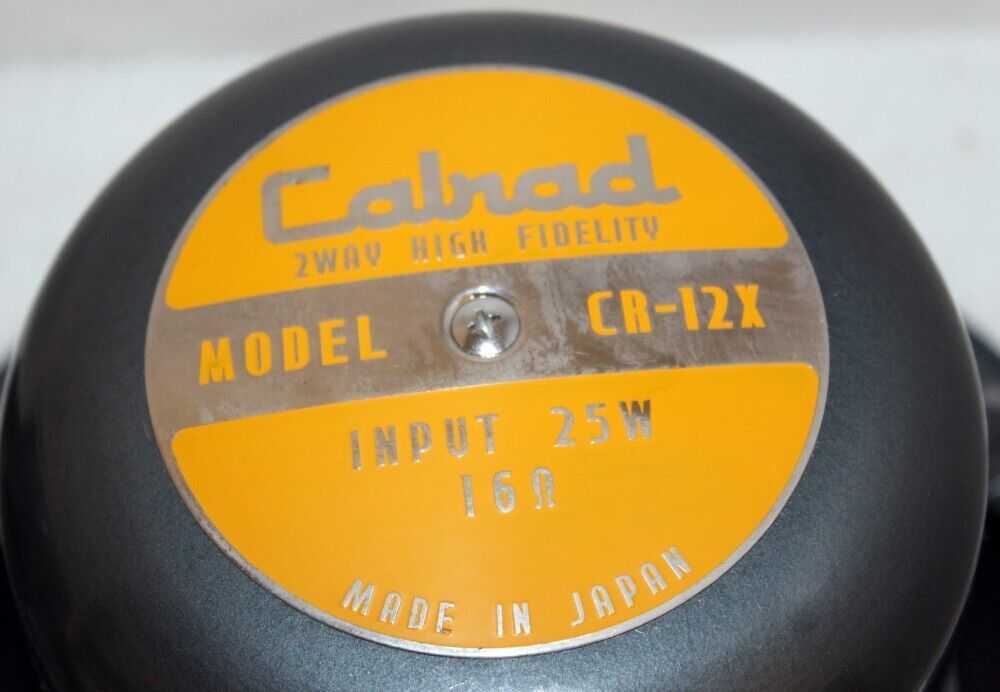 Calrad
2WAY HIGH FIDELITY
MODEL CR-12X
INPUT 25W
16Ω
MADE IN JAPAN